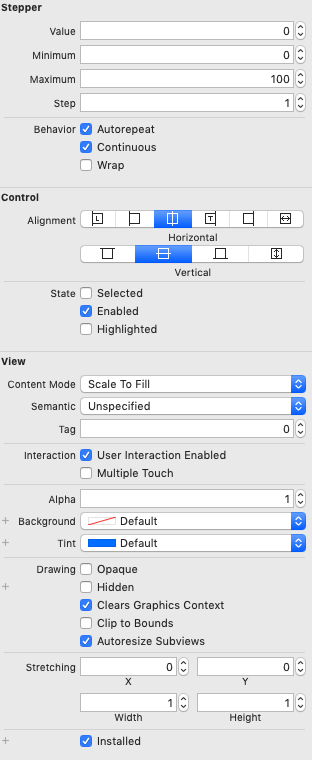 Stepper
Value 0
Minimum 0
Maximum 100
Step 1
Behavior Autorepeat
Continuous
Wrap
Control
Alignment L T
Horizontal
Vertical
State Selected
Enabled
Highlighted
View
Content Mode Scale To Fill
Semantic Unspecified
Tag 0
Interaction User Interaction Enabled
Multiple Touch
Alpha 1
+ Background Default
+ Tint Default
Drawing Opaque
+ Hidden
Clears Graphics Context
Clip to Bounds
Autoresize Subviews
Stretching 0 0
X Y
1 1
Width Height
+ Installed